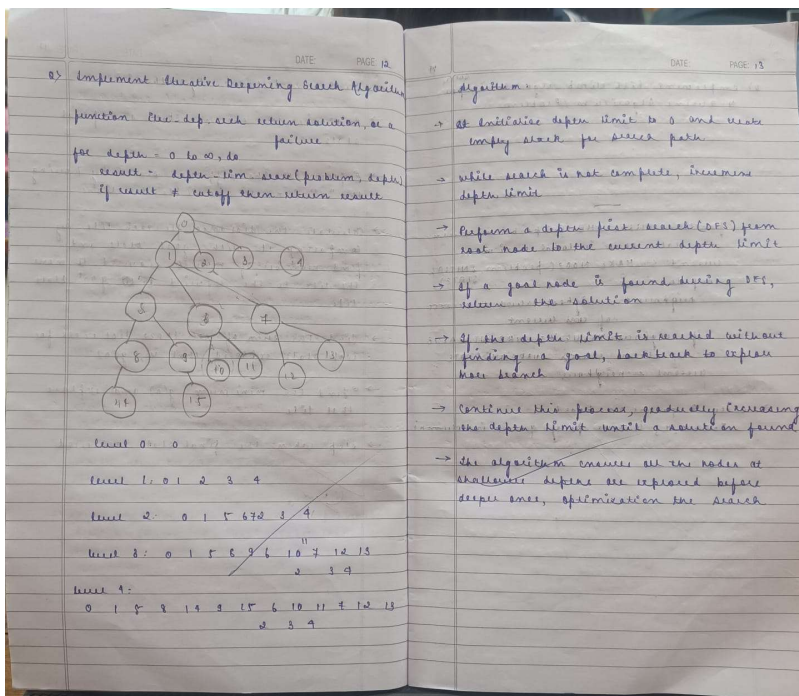 DATE: PAGE 12
Q) Implement Iterative Deepening Search Algorithm
function Iter-dep. srch return solution, or a
failure
for depth = 0 to ∞, do
result = depth-lim. searc (problem, depth)
if result ≠ cutoff then return result
0
1 2 3 4
5 6 7
8 9 10 11 12 13
14 15
level 0: 0
level 1: 0 1 2 3 4
level 2: 0 1 5 6 7 2 3 4
level 3: 0 1 5 8 9 6 10 11 7 12 13
2 3 4
level 4:
0 1 5 8 14 9 15 6 10 11 7 12 13
2 3 4
DATE: PAGE 13
Algorithm
→ Initialise depth limit to 0 and create
empty stack for search path
→ while search is not complete, increment
depth limit
→ Perform a depth first search (DFS) from
root node to the current depth limit
→ If a goal node is found during DFS,
return the solution
→ If the depth limit is reached without
finding a goal, backtrack to explore
more branch
→ Continue this process, gradually increasing
the depth limit until a solution found
→ The algorithm ensures all the nodes at
shallower depths are explored before
deeper ones, optimization the search